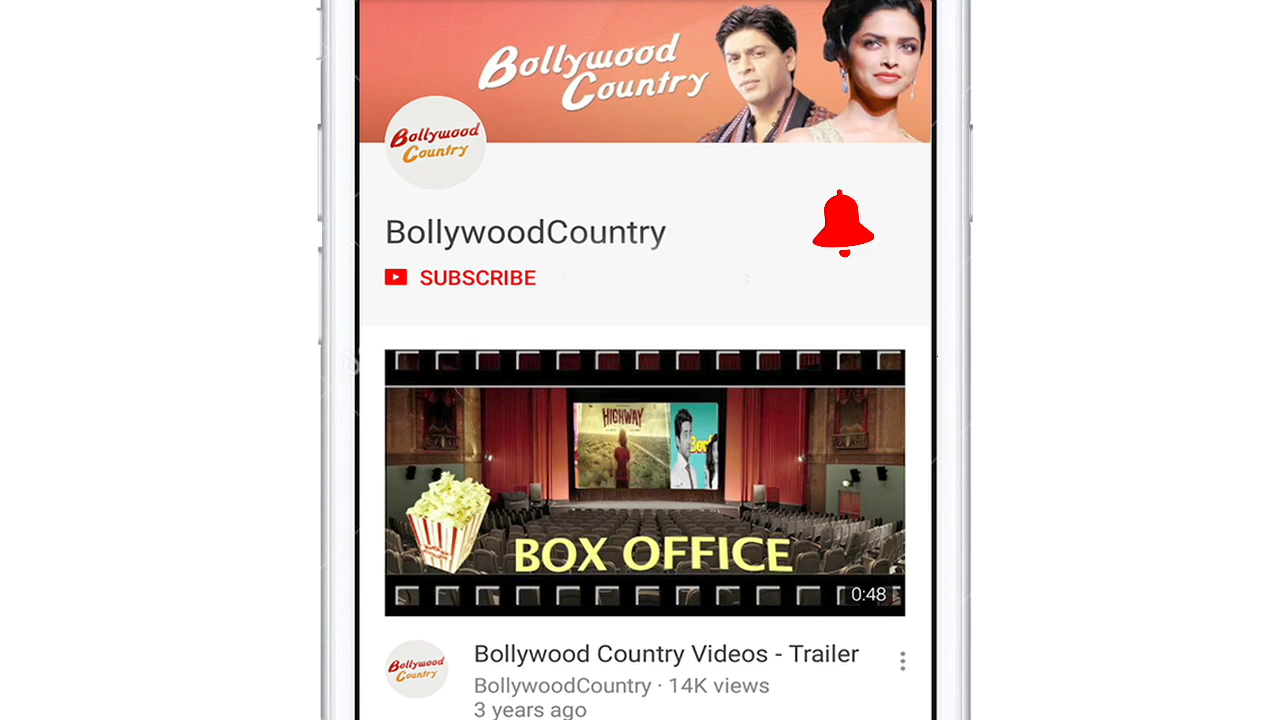 Bollywood
Country
Bollywood
Country
BollywoodCountry
SUBSCRIBE
HIGHWAY
BOX OFFICE
0:48
Bollywood
Country
Bollywood Country Videos - Trailer
BollywoodCountry · 14K views
3 years ago